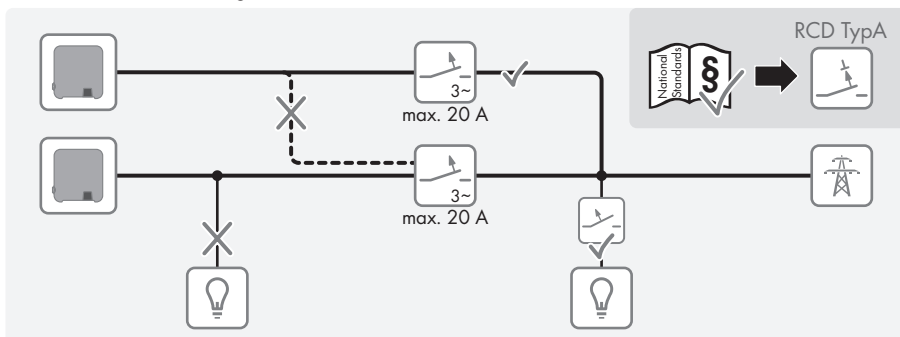 RCD TypA
National
Standards
§
3~
max. 20 A
3~
max. 20 A